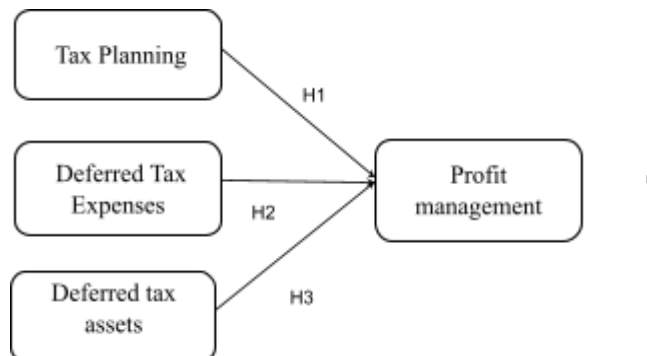 Tax Planning
H1
Deferred Tax
Expenses
H2
Profit
management
Deferred tax
assets
H3